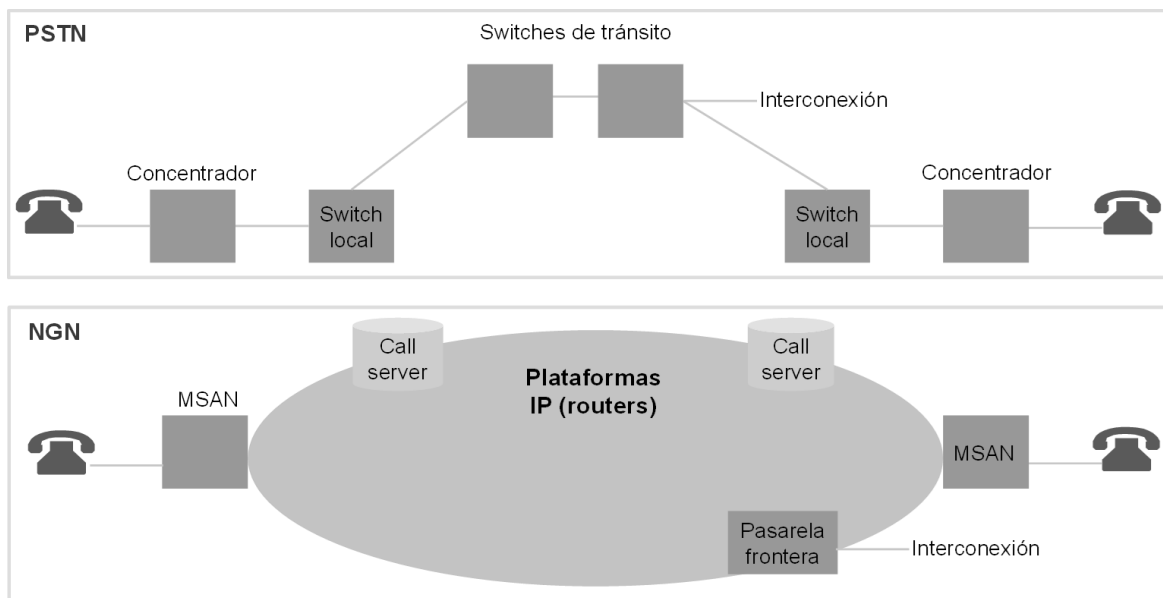 PSTN
Switches de tránsito
Interconexión
Concentrador
Concentrador
Switch
local
Switch
local
NGN
Call
server
Call
server
Plataformas
IP (routers)
MSAN
MSAN
Pasarela
frontera
Interconexión